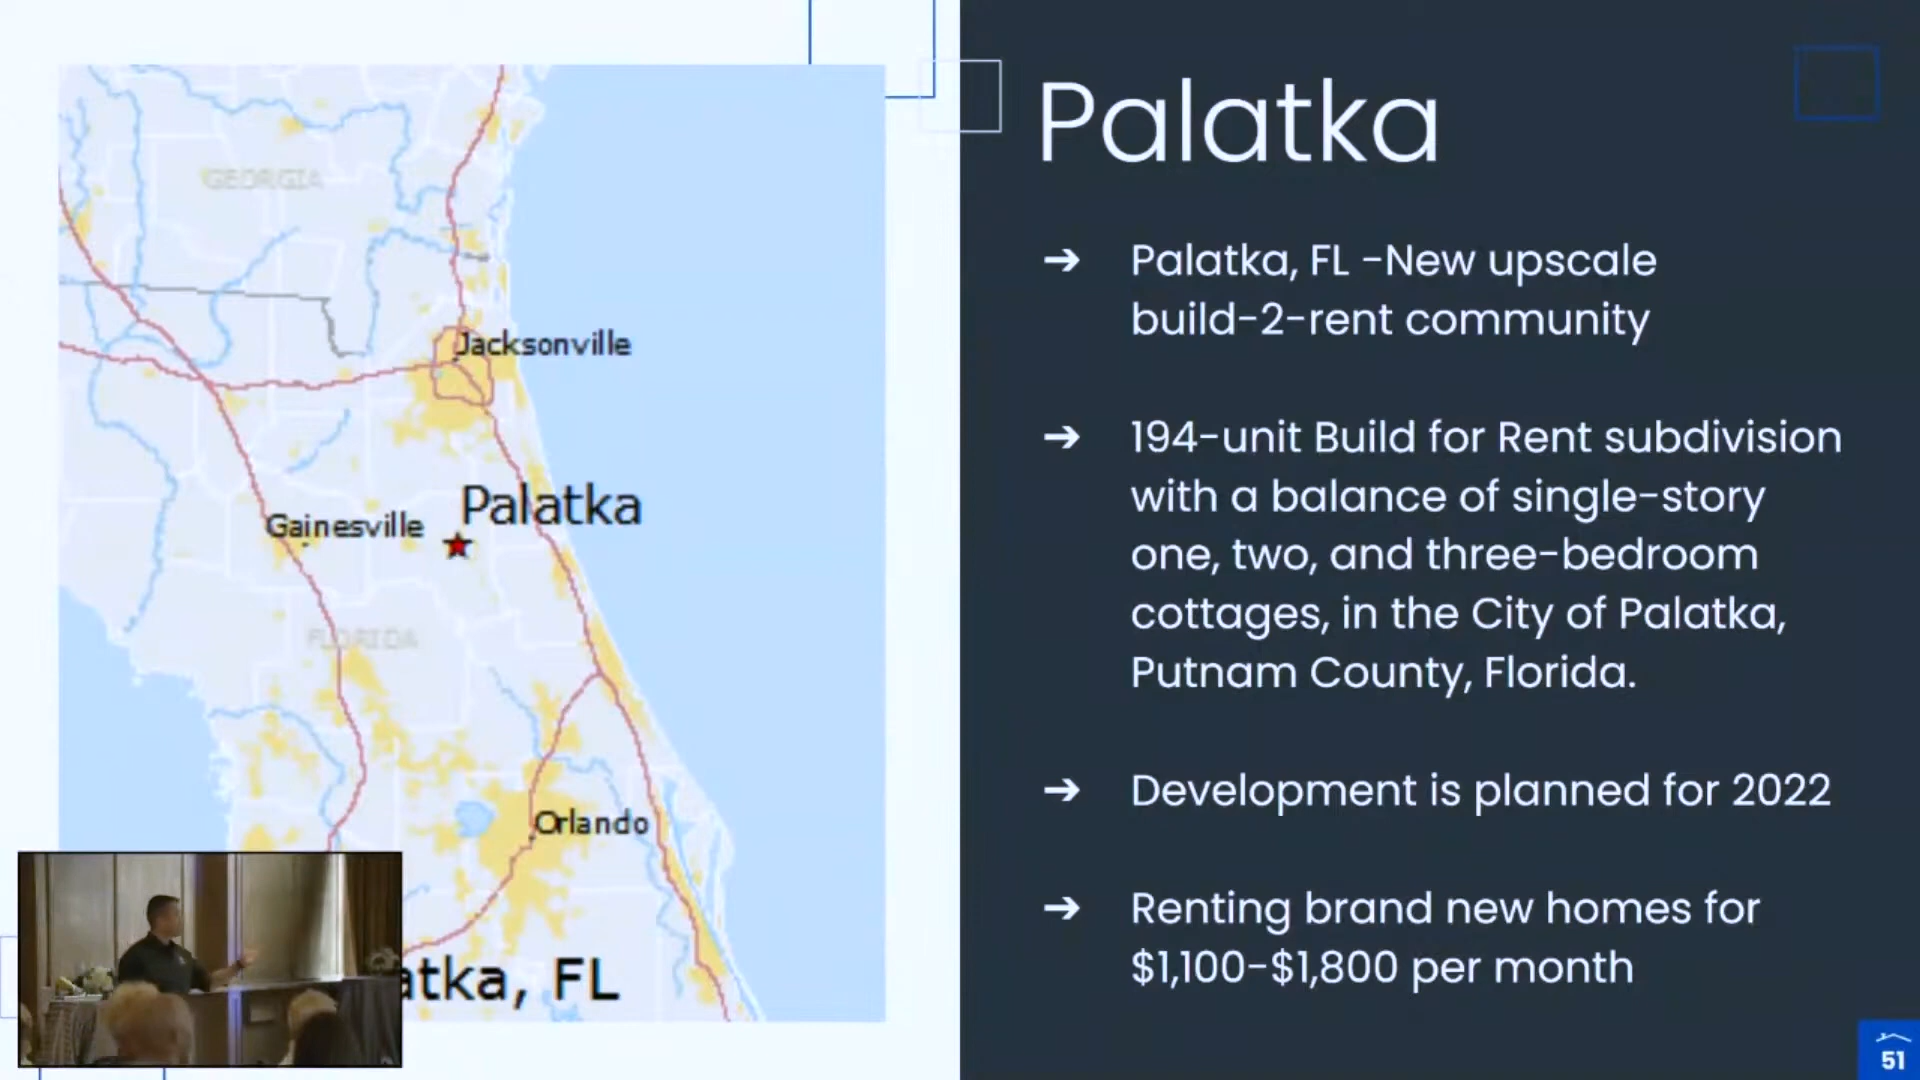 Palatka
➔ Palatka, FL -New upscale
build-2-rent community
➔ 194-unit Build for Rent subdivision
with a balance of single-story
one, two, and three-bedroom
cottages, in the City of Palatka,
Putnam County, Florida.
➔ Development is planned for 2022
➔ Renting brand new homes for
$1,100-$1,800 per month
51
GEORGIA
Jacksonville
Palatka
Gainesville
FLORIDA
Orlando
atka, FL